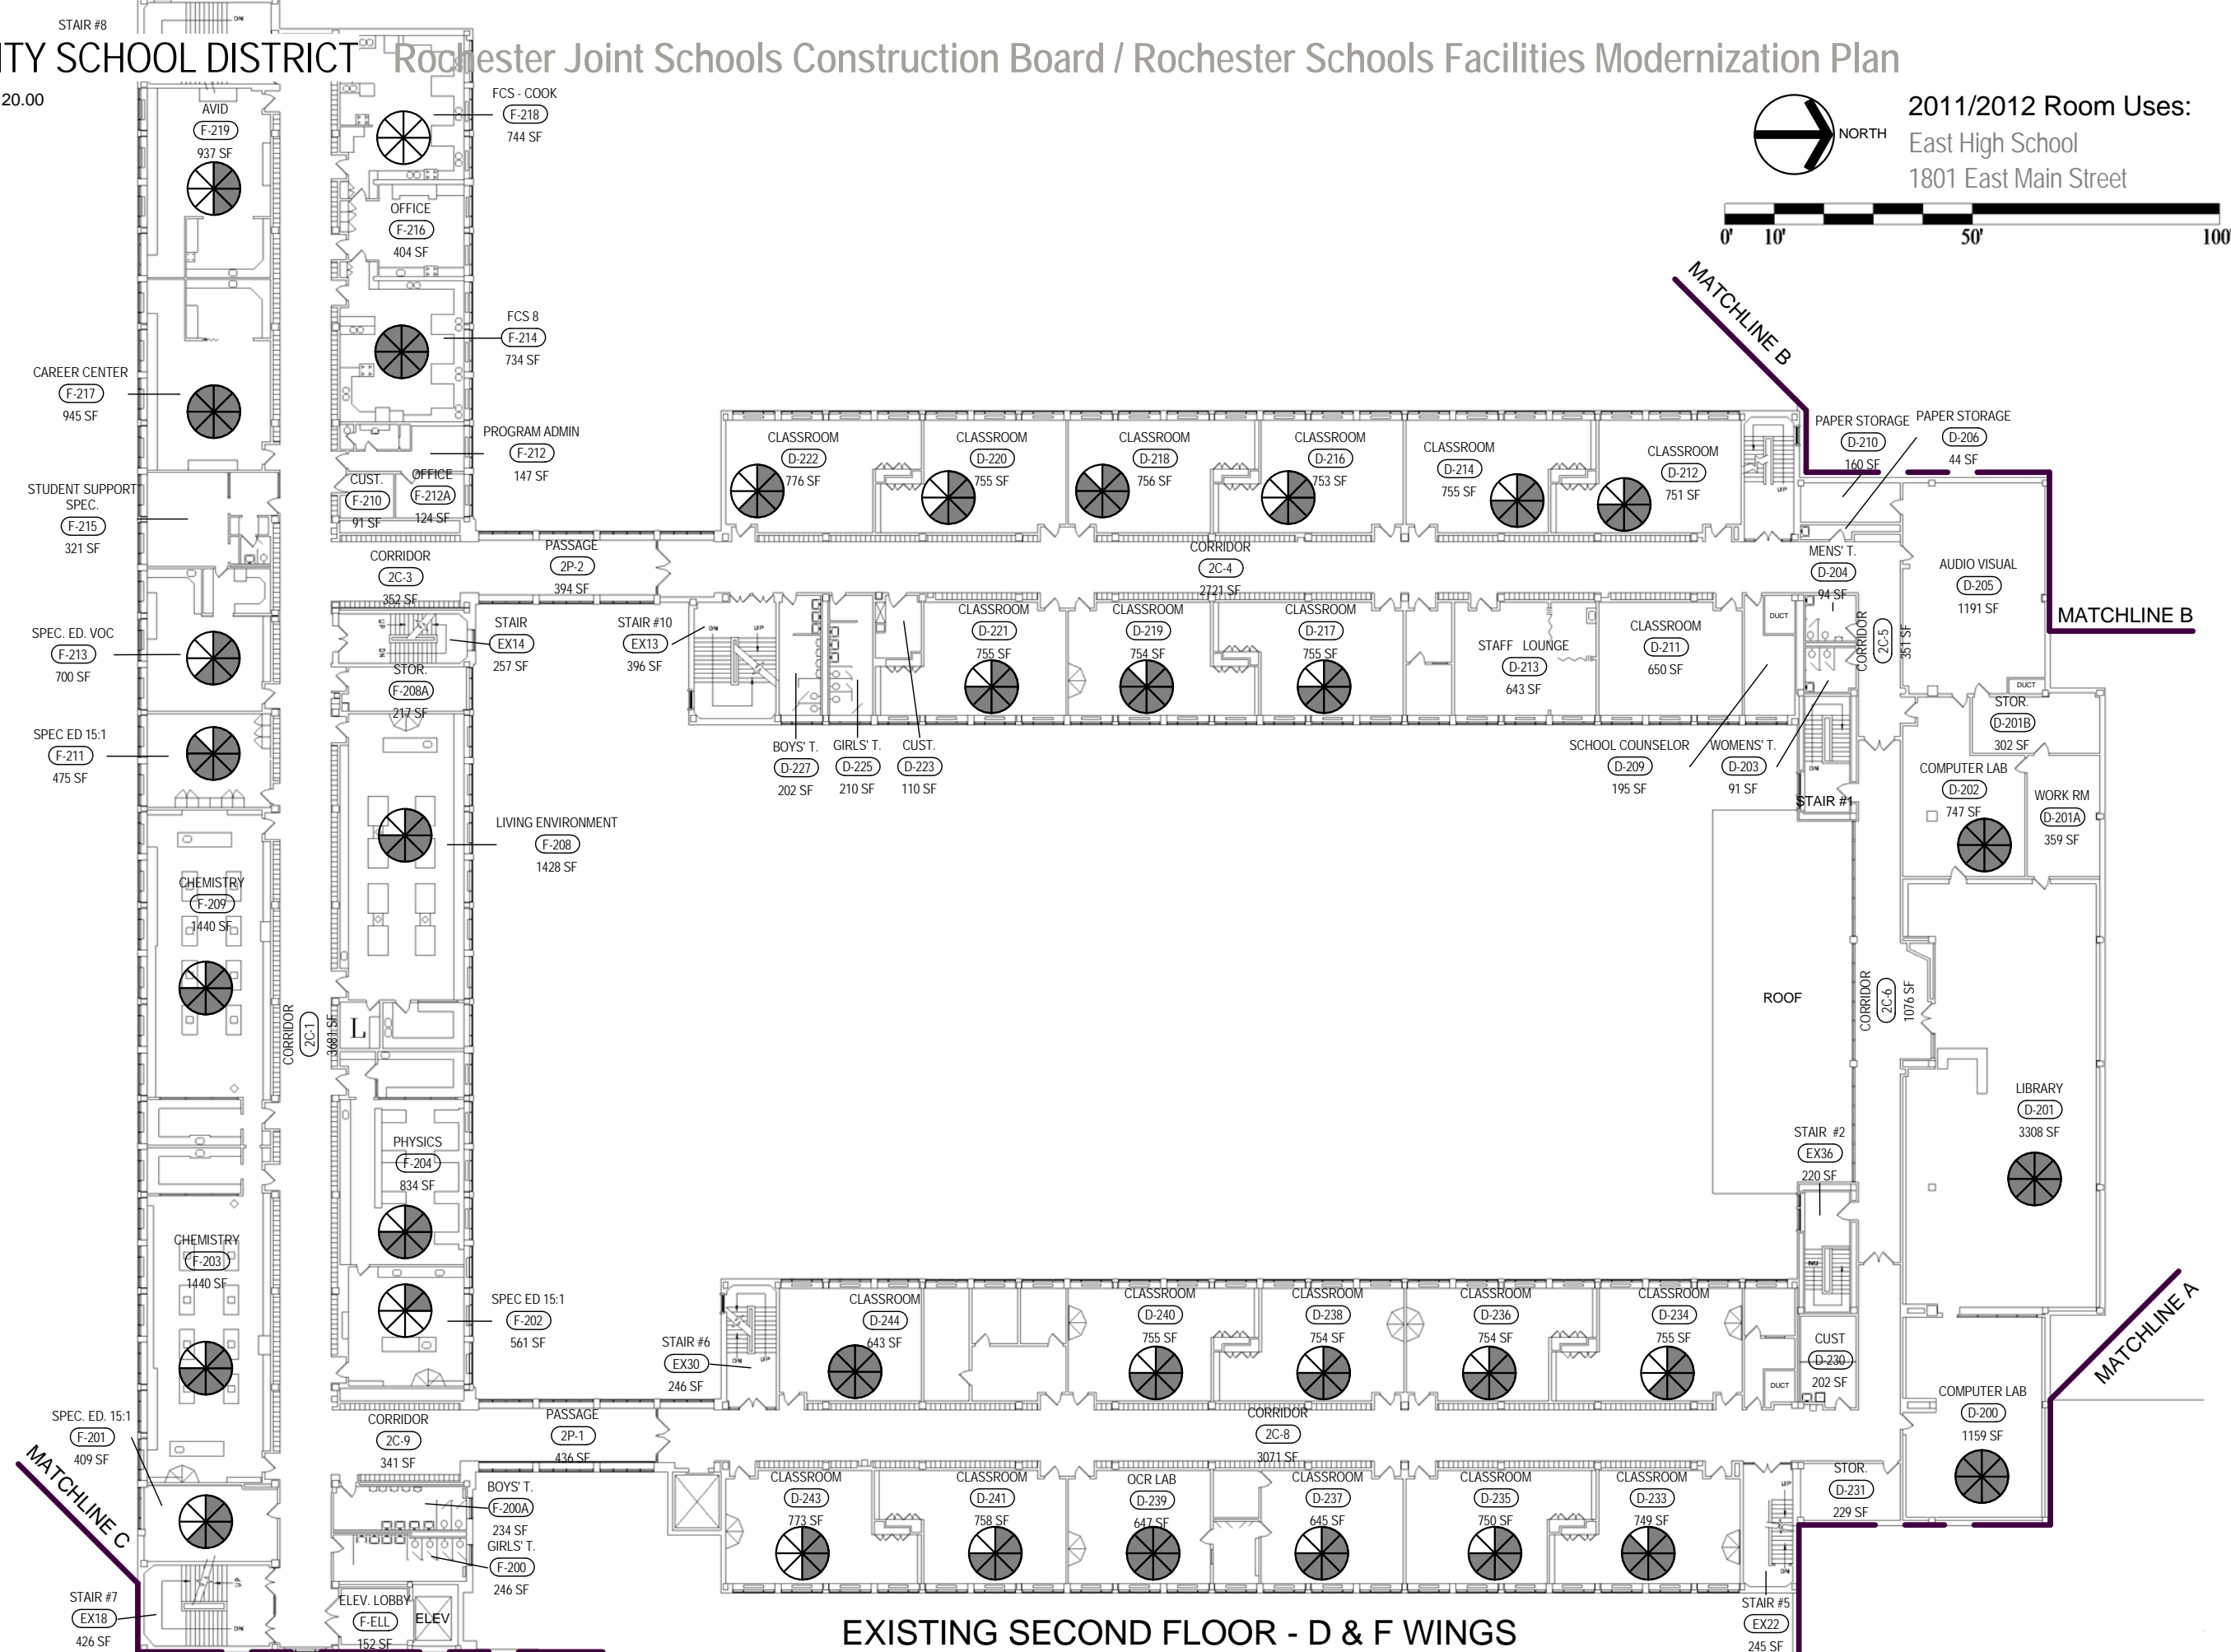 STAIR #8
DN
ITY SCHOOL DISTRICT Rochester Joint Schools Construction Board / Rochester Schools Facilities Modernization Plan
20.00
NORTH
2011/2012 Room Uses:
East High School
1801 East Main Street
0' 10' 50' 100'
AVID
F-219
937 SF
FCS - COOK
F-218
744 SF
OFFICE
F-216
404 SF
FCS 8
F-214
734 SF
CAREER CENTER
F-217
945 SF
PROGRAM ADMIN
F-212
147 SF
CUST.
F-210
91 SF
OFFICE
F-212A
124 SF
STUDENT SUPPORT
SPEC.
F-215
321 SF
CORRIDOR
2C-3
352 SF
PASSAGE
2P-2
394 SF
CLASSROOM
D-222
776 SF
CLASSROOM
D-220
755 SF
CLASSROOM
D-218
756 SF
CLASSROOM
D-216
753 SF
CLASSROOM
D-214
755 SF
CLASSROOM
D-212
751 SF
UP
MATCHLINE B
PAPER STORAGE
D-210
160 SF
PAPER STORAGE
D-206
44 SF
CORRIDOR
2C-4
2721 SF
MENS' T.
D-204
94 SF
AUDIO VISUAL
D-205
1191 SF
MATCHLINE B
CORRIDOR
2C-5
351 SF
SPEC. ED. VOC
F-213
700 SF
UP
DN
STAIR
EX14
257 SF
STOR.
F-208A
217 SF
STAIR #10
EX13
396 SF
DN
UP
CLASSROOM
D-221
755 SF
CLASSROOM
D-219
754 SF
CLASSROOM
D-217
755 SF
STAFF LOUNGE
D-213
643 SF
CLASSROOM
D-211
650 SF
DUCT
DUCT
STOR.
D-201B
302 SF
SPEC ED 15:1
F-211
475 SF
BOYS' T.
D-227
202 SF
GIRLS' T.
D-225
210 SF
CUST.
D-223
110 SF
SCHOOL COUNSELOR
D-209
195 SF
WOMENS' T.
D-203
91 SF
DN
STAIR #1
COMPUTER LAB
D-202
747 SF
WORK RM
D-201A
359 SF
LIVING ENVIRONMENT
F-208
1428 SF
CHEMISTRY
F-209
1440 SF
CORRIDOR
2C-1
3681 SF
L
ROOF
CORRIDOR
2C-6
1076 SF
LIBRARY
D-201
3308 SF
PHYSICS
F-204
834 SF
STAIR #2
EX36
220 SF
DN
CHEMISTRY
F-203
1440 SF
SPEC ED 15:1
F-202
561 SF
STAIR #6
EX30
246 SF
DN
UP
CLASSROOM
D-244
643 SF
CLASSROOM
D-240
755 SF
CLASSROOM
D-238
754 SF
CLASSROOM
D-236
754 SF
CLASSROOM
D-234
755 SF
DUCT
CUST
D-230
202 SF
MATCHLINE A
COMPUTER LAB
D-200
1159 SF
SPEC. ED. 15:1
F-201
409 SF
MATCHLINE C
CORRIDOR
2C-9
341 SF
PASSAGE
2P-1
436 SF
CORRIDOR
2C-8
3071 SF
BOYS' T.
F-200A
234 SF
GIRLS' T.
F-200
246 SF
CLASSROOM
D-243
773 SF
CLASSROOM
D-241
758 SF
OCR LAB
D-239
647 SF
CLASSROOM
D-237
645 SF
CLASSROOM
D-235
750 SF
CLASSROOM
D-233
749 SF
UP
DN
STOR.
D-231
229 SF
STAIR #7
EX18
426 SF
UP
DN
ELEV. LOBBY
F-ELL
152 SF
ELEV
EXISTING SECOND FLOOR - D & F WINGS
STAIR #5
EX22
245 SF